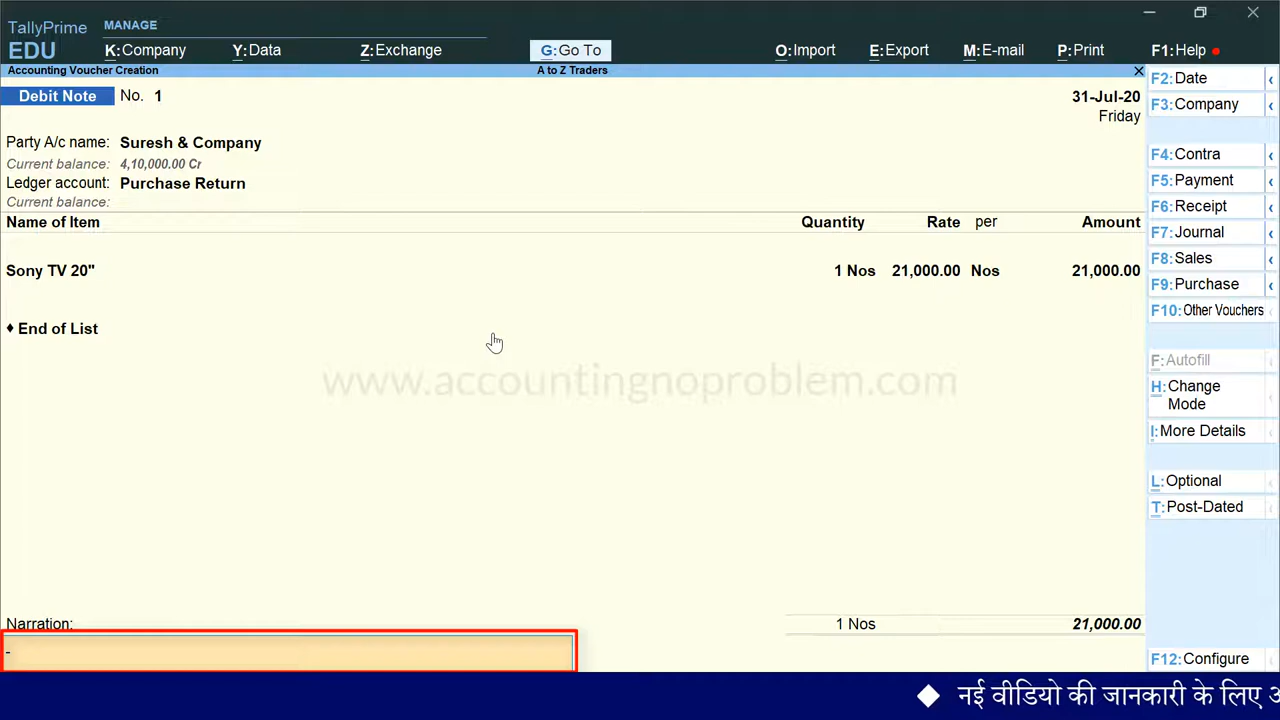 TallyPrime
EDU
MANAGE
K:Company Y:Data Z:Exchange G:Go To O:Import E:Export M:E-mail P:Print F1:Help
Accounting Voucher Creation A to Z Traders
Debit Note No. 1 31-Jul-20
Friday
Party A/c name: Suresh & Company
Current balance: 4,10,000.00 Cr
Ledger account: Purchase Return
Current balance:
Name of Item Quantity Rate per Amount
Sony TV 20" 1 Nos 21,000.00 Nos 21,000.00
♦ End of List
www.accountingnoproblem.com
Narration: 1 Nos 21,000.00
-
F2:Date
F3:Company
F4:Contra
F5:Payment
F6:Receipt
F7:Journal
F8:Sales
F9:Purchase
F10:Other Vouchers
F:Autofill
H:Change
Mode
I:More Details
L:Optional
T:Post-Dated
F12:Configure
◆ नई वीडियो की जानकारी के लिए